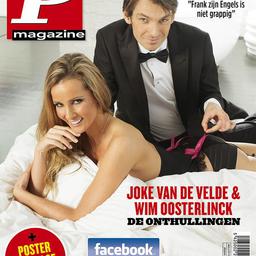 "Frank zijn Engels is
niet grappig"
P
magazine
JOKE VAN DE VELDE &
WIM OOSTERLINCK
DE ONTHULLINGEN
+ POSTER
facebook